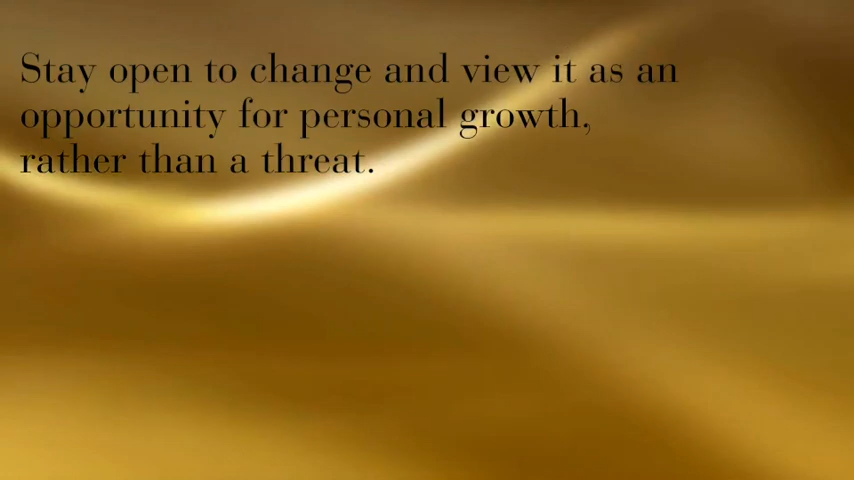 Stay open to change and view it as an
opportunity for personal growth,
rather than a threat.